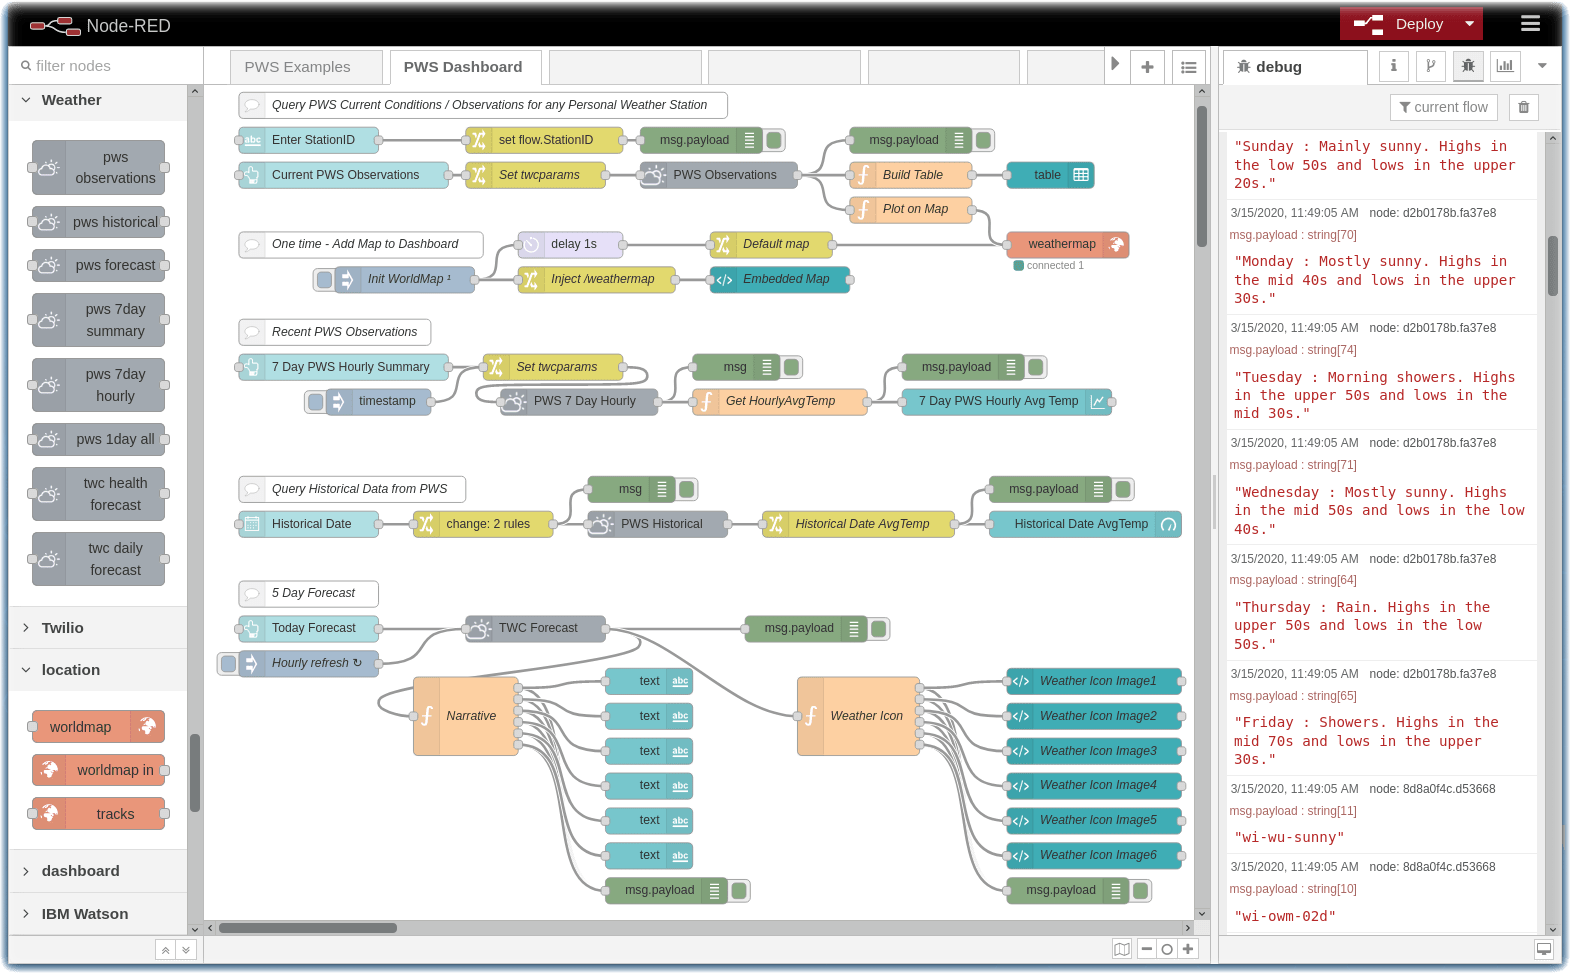 Node-RED
Deploy
filter nodes
PWS Examples
PWS Dashboard
debug
current flow
Weather
pws
observations
pws historical
pws forecast
pws 7day
summary
pws 7day
hourly
pws 1day all
twc health
forecast
twc daily
forecast
Twilio
location
worldmap
worldmap in
tracks
dashboard
IBM Watson
Query PWS Current Conditions / Observations for any Personal Weather Station
abc Enter StationID
set flow.StationID
msg.payload
msg.payload
Current PWS Observations
Set twcparams
PWS Observations
Build Table
table
Plot on Map
One time - Add Map to Dashboard
delay 1s
Default map
weathermap
connected 1
Init WorldMap ¹
Inject /weathermap
Embedded Map
Recent PWS Observations
7 Day PWS Hourly Summary
Set twcparams
msg
msg.payload
timestamp
PWS 7 Day Hourly
Get HourlyAvgTemp
7 Day PWS Hourly Avg Temp
Query Historical Data from PWS
msg
msg.payload
Historical Date
change: 2 rules
PWS Historical
Historical Date AvgTemp
Historical Date AvgTemp
5 Day Forecast
Today Forecast
TWC Forecast
msg.payload
Hourly refresh ↻
Narrative
text abc
text abc
text abc
text abc
text abc
text abc
msg.payload
Weather Icon
Weather Icon Image1
Weather Icon Image2
Weather Icon Image3
Weather Icon Image4
Weather Icon Image5
Weather Icon Image6
msg.payload
"Sunday : Mainly sunny. Highs in
the low 50s and lows in the upper
20s."
3/15/2020, 11:49:05 AM node: d2b0178b.fa37e8
msg.payload : string[70]
"Monday : Mostly sunny. Highs in
the mid 40s and lows in the upper
30s."
3/15/2020, 11:49:05 AM node: d2b0178b.fa37e8
msg.payload : string[74]
"Tuesday : Morning showers. Highs
in the upper 50s and lows in the
mid 30s."
3/15/2020, 11:49:05 AM node: d2b0178b.fa37e8
msg.payload : string[71]
"Wednesday : Mostly sunny. Highs
in the mid 50s and lows in the low
40s."
3/15/2020, 11:49:05 AM node: d2b0178b.fa37e8
msg.payload : string[64]
"Thursday : Rain. Highs in the
upper 50s and lows in the low
50s."
3/15/2020, 11:49:05 AM node: d2b0178b.fa37e8
msg.payload : string[65]
"Friday : Showers. Highs in the
mid 70s and lows in the upper
30s."
3/15/2020, 11:49:05 AM node: 8d8a0f4c.d53668
msg.payload : string[11]
"wi-wu-sunny"
3/15/2020, 11:49:05 AM node: 8d8a0f4c.d53668
msg.payload : string[10]
"wi-owm-02d"